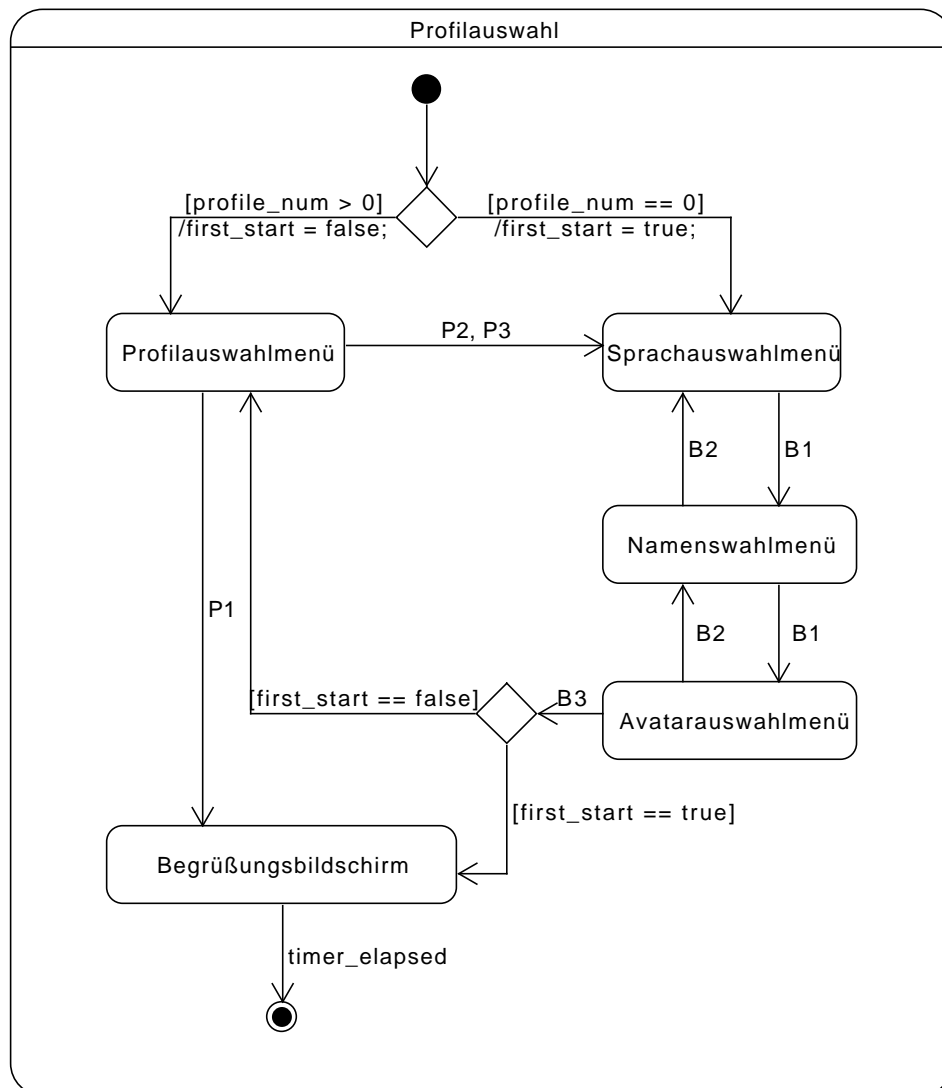 Profilauswahl
[profile_num > 0]
/first_start = false;
[profile_num == 0]
/first_start = true;
Profilauswahlmenü
P2, P3
Sprachauswahlmenü
B2
B1
Namenswahlmenü
P1
B2
B1
[first_start == false]
B3
Avatarauswahlmenü
[first_start == true]
Begrüßungsbildschirm
timer_elapsed